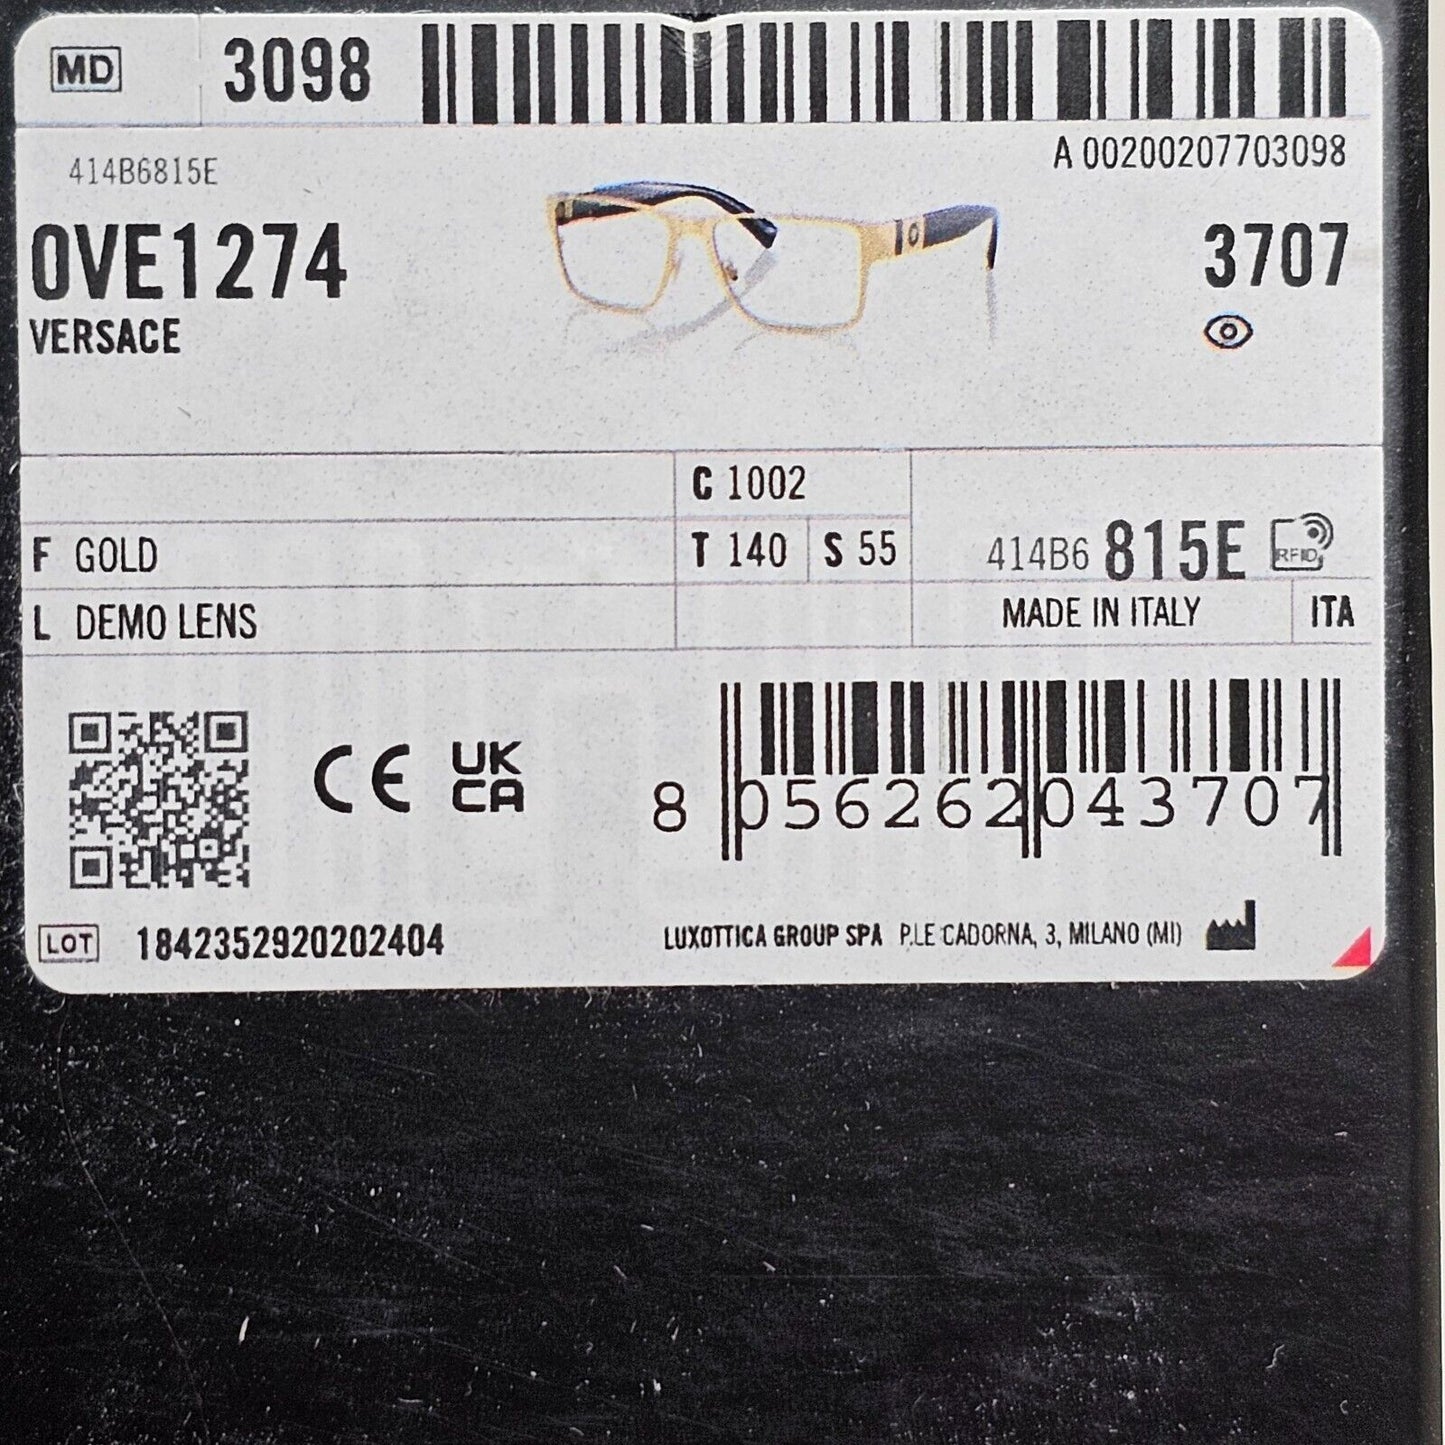 MD 3098
A 00200207703098
414B6815E
0VE1274 3707
VERSACE
C 1002
F GOLD T 140 S 55 414B6 815E RFID
L DEMO LENS MADE IN ITALY ITA
CE UK CA
8 056262 043707
LOT 1842352920202404 LUXOTTICA GROUP SPA P.LE CADORNA, 3, MILANO (MI)